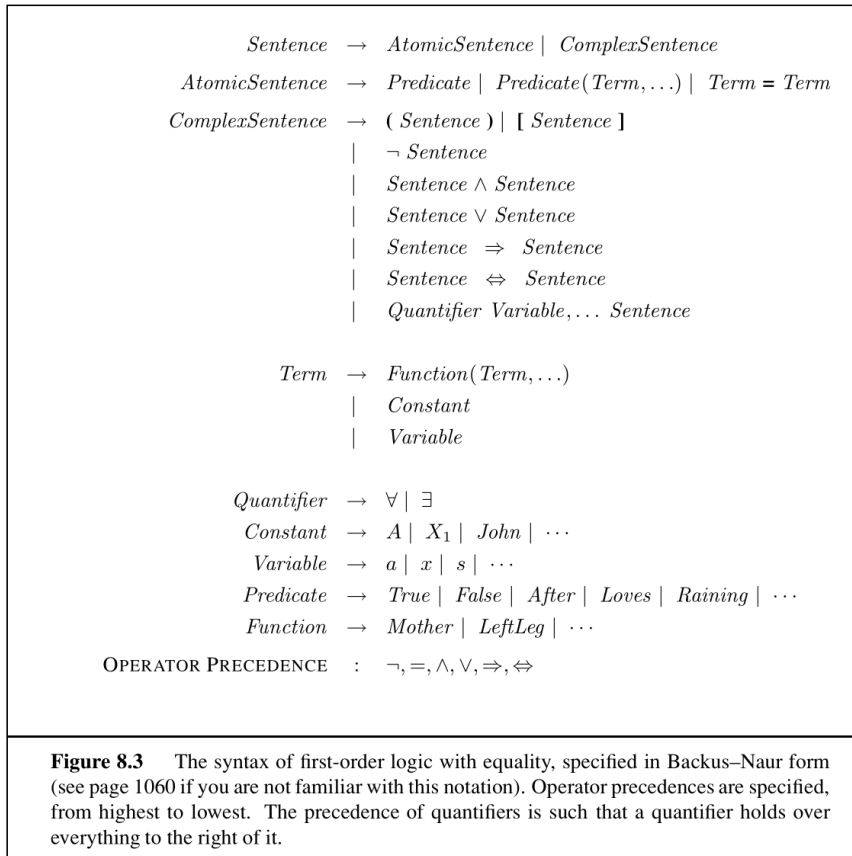 Sentence → AtomicSentence | ComplexSentence
AtomicSentence → Predicate | Predicate(Term, ...) | Term = Term
ComplexSentence → ( Sentence ) | [ Sentence ]
| ¬ Sentence
| Sentence ∧ Sentence
| Sentence ∨ Sentence
| Sentence ⇒ Sentence
| Sentence ⇔ Sentence
| Quantifier Variable, ... Sentence
Term → Function(Term, ...)
| Constant
| Variable
Quantifier → ∀ | ∃
Constant → A | X₁ | John | ⋯
Variable → a | x | s | ⋯
Predicate → True | False | After | Loves | Raining | ⋯
Function → Mother | LeftLeg | ⋯
OPERATOR PRECEDENCE : ¬, =, ∧, ∨, ⇒, ⇔
Figure 8.3 The syntax of first-order logic with equality, specified in Backus–Naur form
(see page 1060 if you are not familiar with this notation). Operator precedences are specified,
from highest to lowest. The precedence of quantifiers is such that a quantifier holds over
everything to the right of it.